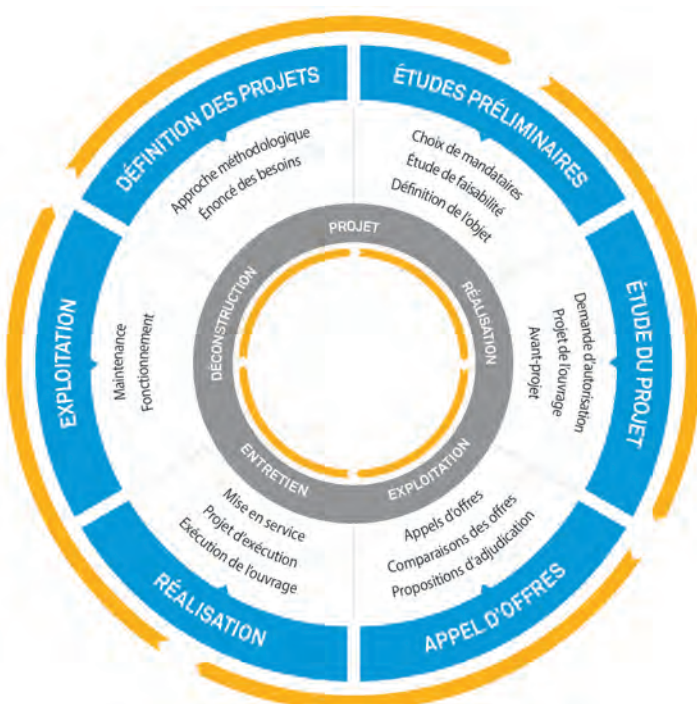 DÉFINITION DES PROJETS
Approche méthodologique
Enoncé des besoins
ÉTUDES PRÉLIMINAIRES
Choix de mandataires
Étude de faisabilité
Définition de l'objet
ÉTUDE DU PROJET
Demande d'autorisation
Projet de l'ouvrage
Avant-projet
APPEL D'OFFRES
Appels d'offres
Comparaisons des offres
Propositions d'adjudication
RÉALISATION
Mise en service
Projet d'exécution
Exécution de l'ouvrage
EXPLOITATION
Maintenance
Fonctionnement
PROJET
RÉALISATION
EXPLOITATION
ENTRETIEN
DÉCONSTRUCTION